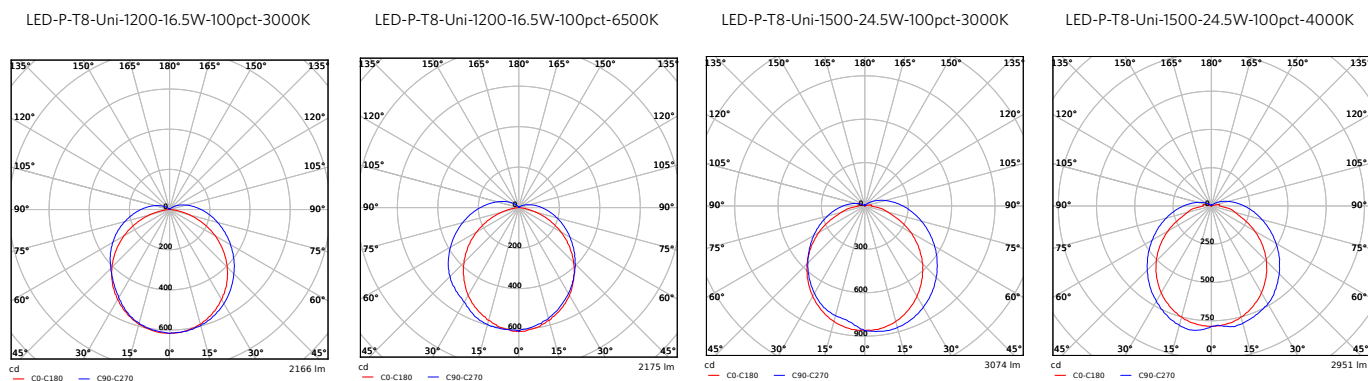 LED-P-T8-Uni-1200-16.5W-100pct-3000K
135° 150° 165° 180° 165° 150° 135°
120° 120°
105° 105°
90° 0 90°
75° 200 75°
60° 400 60°
600
45° 30° 15° 0° 15° 30° 45°
cd 2166 lm
C0-C180 C90-C270
LED-P-T8-Uni-1200-16.5W-100pct-6500K
135° 150° 165° 180° 165° 150° 135°
120° 120°
105° 105°
90° 0 90°
75° 200 75°
60° 400 60°
600
45° 30° 15° 0° 15° 30° 45°
cd 2175 lm
C0-C180 C90-C270
LED-P-T8-Uni-1500-24.5W-100pct-3000K
135° 150° 165° 180° 165° 150° 135°
120° 120°
105° 105°
90° 0 90°
75° 300 75°
60° 600 60°
900
45° 30° 15° 0° 15° 30° 45°
cd 3074 lm
C0-C180 C90-C270
LED-P-T8-Uni-1500-24.5W-100pct-4000K
135° 150° 165° 180° 165° 150° 135°
120° 120°
105° 105°
90° 0 90°
75° 250 75°
500
60° 60°
750
45° 30° 15° 0° 15° 30° 45°
cd 2951 lm
C0-C180 C90-C270